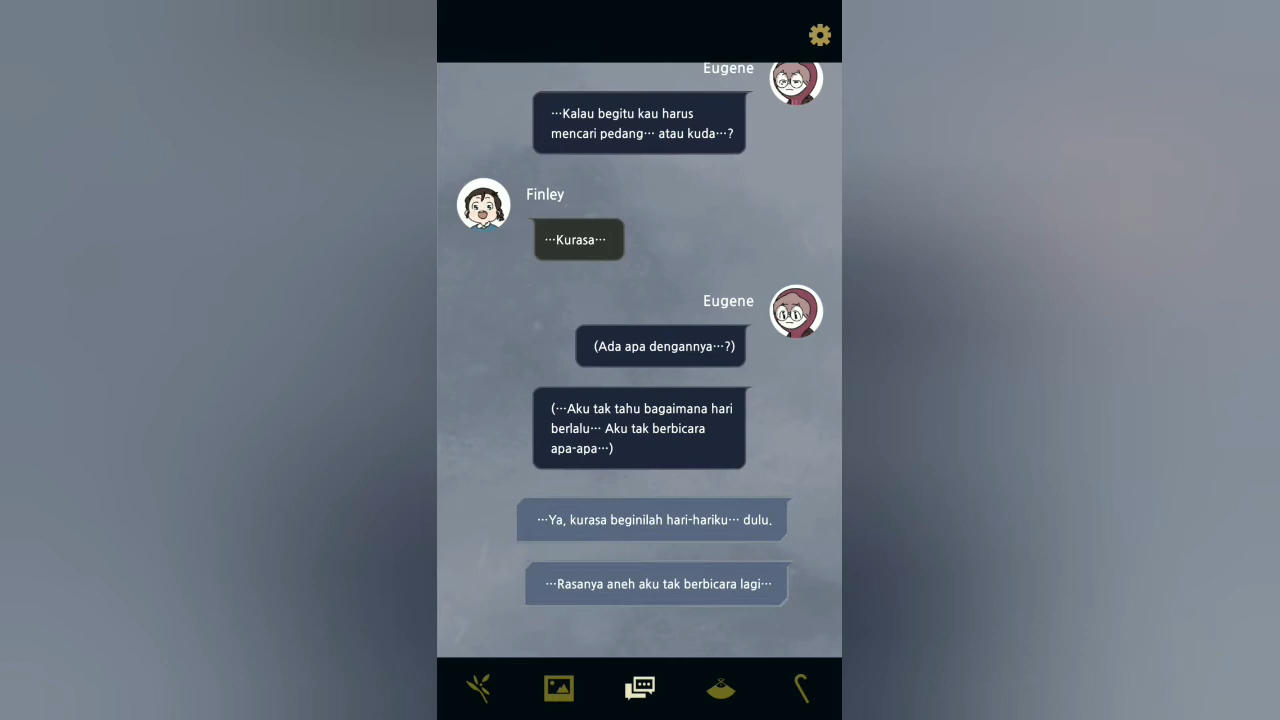 Eugene
…Kalau begitu kau harus
mencari pedang… atau kuda…?
Finley
…Kurasa…
Eugene
(Ada apa dengannya…?)
(…Aku tak tahu bagaimana hari
berlalu… Aku tak berbicara
apa-apa…)
…Ya, kurasa beginilah hari-hariku… dulu.
…Rasanya aneh aku tak berbicara lagi…